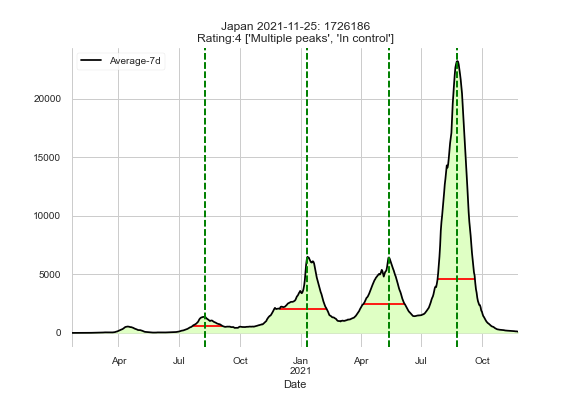 Japan 2021-11-25: 1726186
Rating:4 ['Multiple peaks', 'In control']
Average-7d
20000
15000
10000
5000
0
Apr
Jul
Oct
Jan
2021
Apr
Jul
Oct
Date